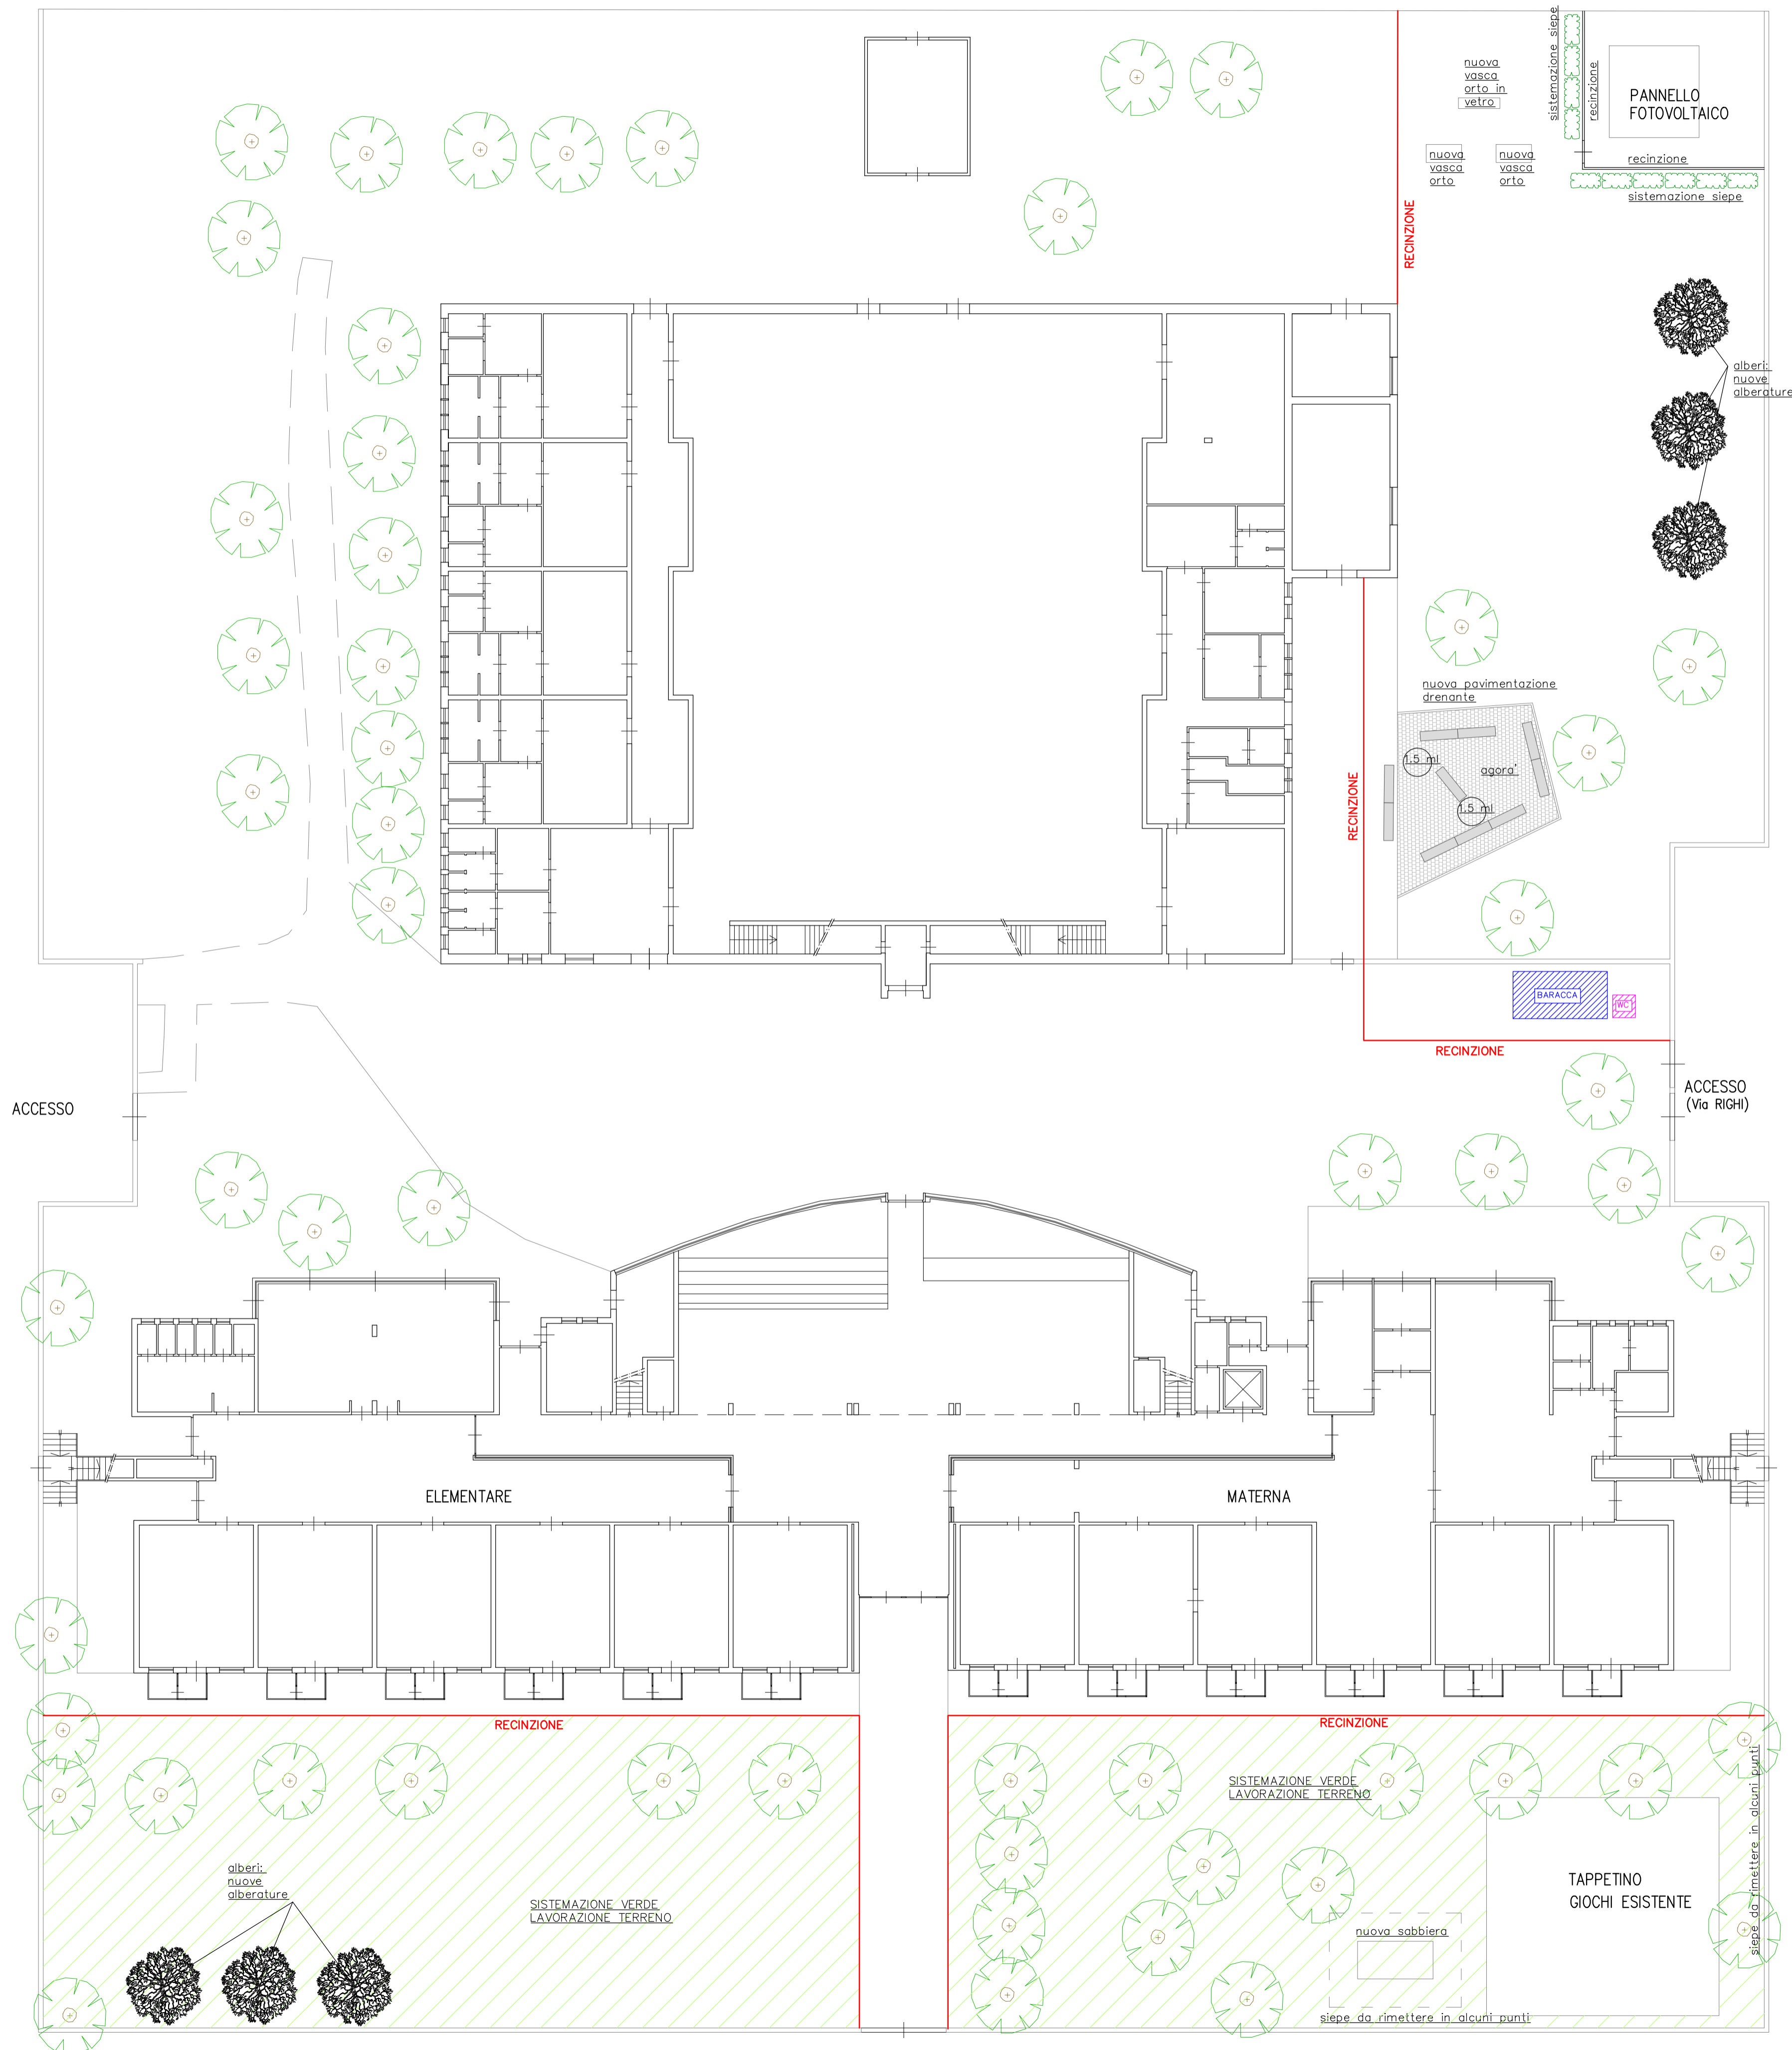 sistemazione siepe
recinzione
nuova
vasca
orto in
vetro
PANNELLO
FOTOVOLTAICO
nuova
vasca
orto
nuova
vasca
orto
recinzione
sistemazione siepe
RECINZIONE
alberi:
nuove
alberature
nuova pavimentazione
drenante
1.5 ml
agora'
1.5 ml
RECINZIONE
BARACCA
WC
RECINZIONE
ACCESSO
ACCESSO
(Via RIGHI)
ELEMENTARE
MATERNA
RECINZIONE
RECINZIONE
SISTEMAZIONE VERDE
LAVORAZIONE TERRENO
siepe da rimettere in alcuni punti
alberi:
nuove
alberature
SISTEMAZIONE VERDE
LAVORAZIONE TERRENO
TAPPETINO
GIOCHI ESISTENTE
nuova sabbiera
siepe da rimettere in alcuni punti